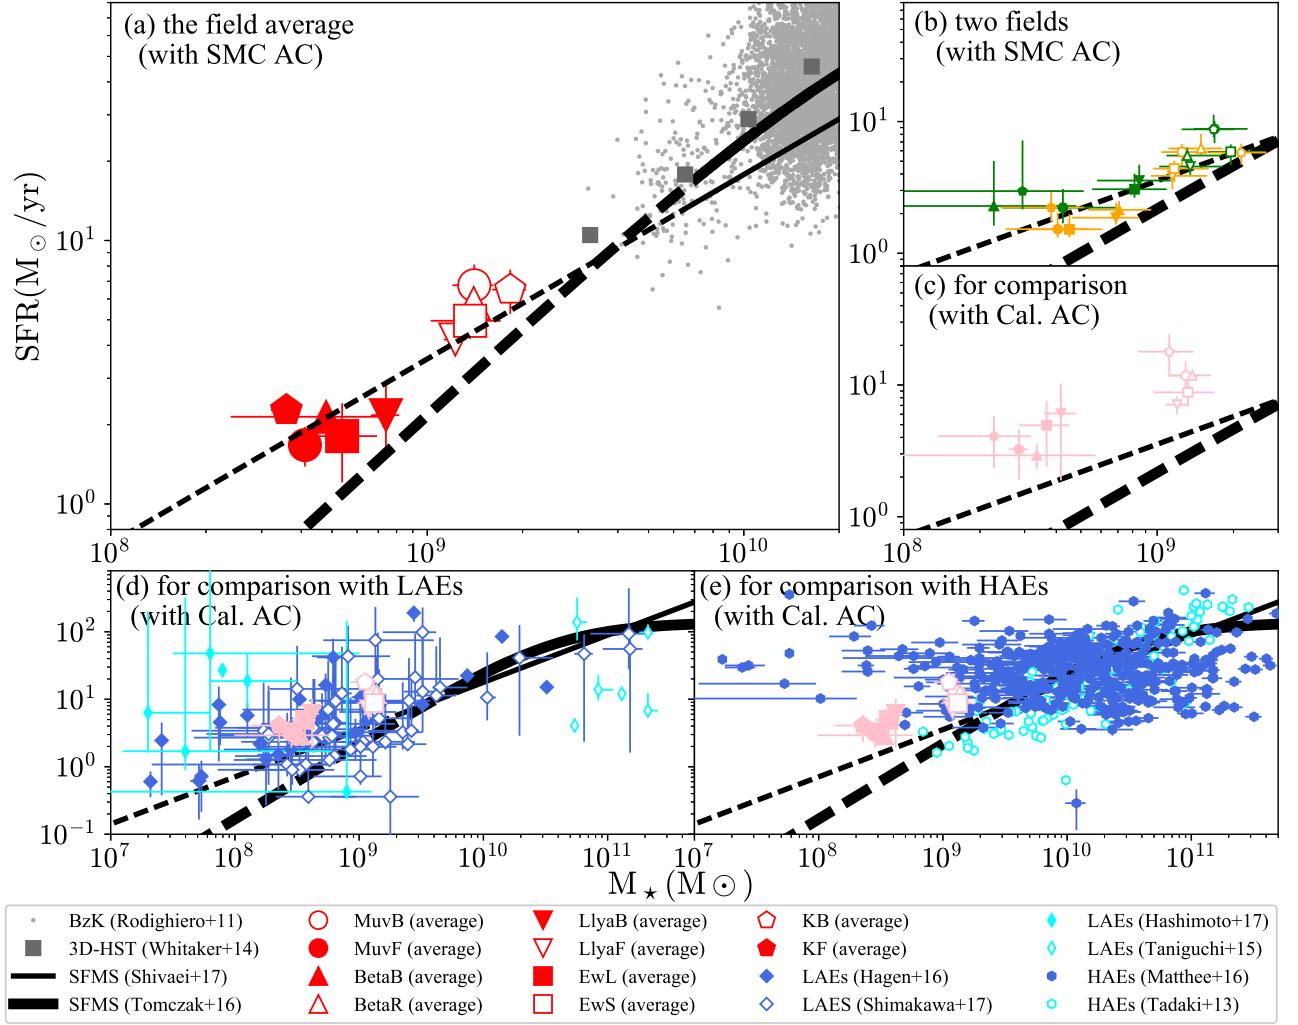 (a) the field average
(with SMC AC)
(b) two fields
(with SMC AC)
(c) for comparison
(with Cal. AC)
(d) for comparison with LAEs
(with Cal. AC)
(e) for comparison with HAEs
(with Cal. AC)
SFR(M⊙/yr)
10¹
10⁰
10⁸
10⁹
10¹⁰
10¹
10⁰
10¹
10⁰
10⁸
10⁹
10²
10¹
10⁰
10⁻¹
10⁷
10⁸
10⁹
10¹⁰
10¹¹
10⁷
10⁸
10⁹
10¹⁰
10¹¹
M⋆(M⊙)
BzK (Rodighiero+11)
3D-HST (Whitaker+14)
SFMS (Shivaei+17)
SFMS (Tomczak+16)
MuvB (average)
MuvF (average)
BetaB (average)
BetaR (average)
LlyaB (average)
LlyaF (average)
EwL (average)
EwS (average)
KB (average)
KF (average)
LAEs (Hagen+16)
LAES (Shimakawa+17)
LAEs (Hashimoto+17)
LAEs (Taniguchi+15)
HAEs (Matthee+16)
HAEs (Tadaki+13)